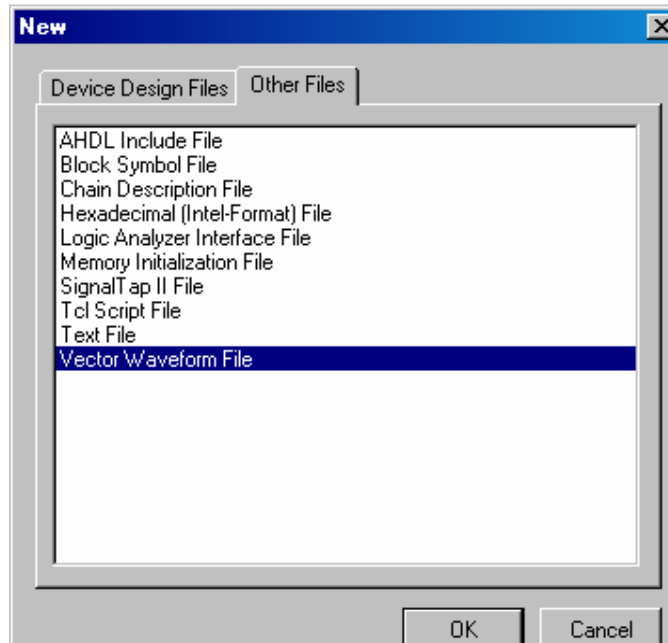 New
Device Design Files Other Files
AHDL Include File
Block Symbol File
Chain Description File
Hexadecimal (Intel-Format) File
Logic Analyzer Interface File
Memory Initialization File
SignalTap II File
Tcl Script File
Text File
Vector Waveform File
OK Cancel